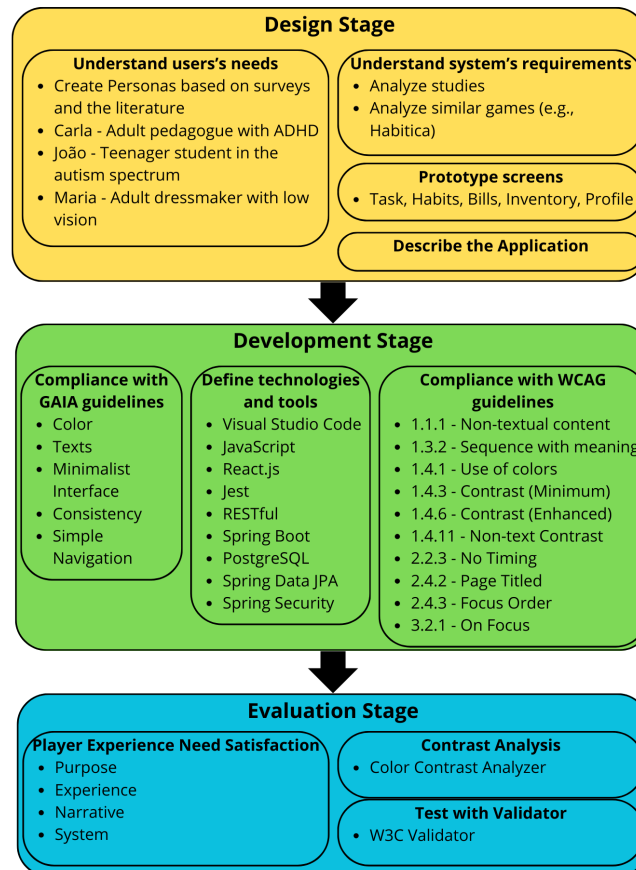 Design Stage
Understand users's needs
• Create Personas based on surveys
and the literature
• Carla - Adult pedagogue with ADHD
• João - Teenager student in the
autism spectrum
• Maria - Adult dressmaker with low
vision
Understand system's requirements
• Analyze studies
• Analyze similar games (e.g.,
Habitica)
Prototype screens
• Task, Habits, Bills, Inventory, Profile
Describe the Application
Development Stage
Compliance with
GAIA guidelines
• Color
• Texts
• Minimalist
Interface
• Consistency
• Simple
Navigation
Define technologies
and tools
• Visual Studio Code
• JavaScript
• React.js
• Jest
• RESTful
• Spring Boot
• PostgreSQL
• Spring Data JPA
• Spring Security
Compliance with WCAG
guidelines
• 1.1.1 - Non-textual content
• 1.3.2 - Sequence with meaning
• 1.4.1 - Use of colors
• 1.4.3 - Contrast (Minimum)
• 1.4.6 - Contrast (Enhanced)
• 1.4.11 - Non-text Contrast
• 2.2.3 - No Timing
• 2.4.2 - Page Titled
• 2.4.3 - Focus Order
• 3.2.1 - On Focus
Evaluation Stage
Player Experience Need Satisfaction
• Purpose
• Experience
• Narrative
• System
Contrast Analysis
• Color Contrast Analyzer
Test with Validator
• W3C Validator